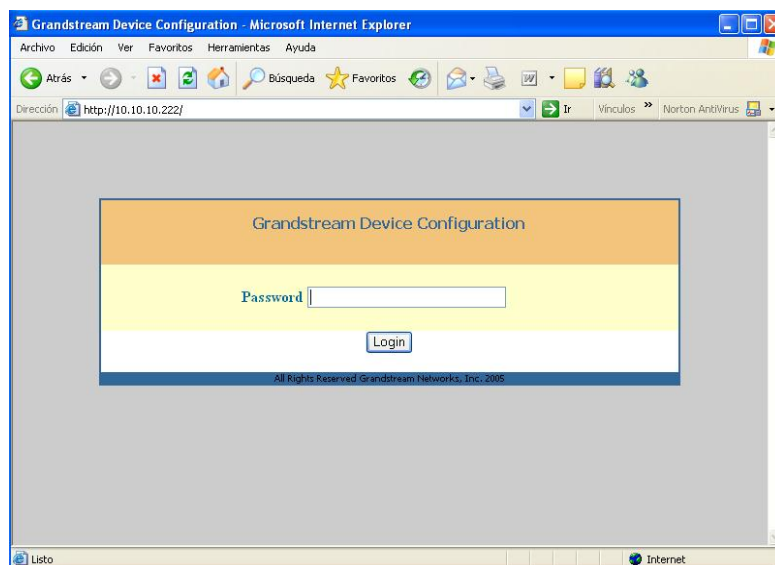 Grandstream Device Configuration - Microsoft Internet Explorer
Archivo Edición Ver Favoritos Herramientas Ayuda
Atrás Búsqueda Favoritos
Dirección http://10.10.10.222/ Ir Vínculos » Norton AntiVirus
Grandstream Device Configuration
Password
Login
All Rights Reserved Grandstream Networks, Inc. 2005
Listo Internet